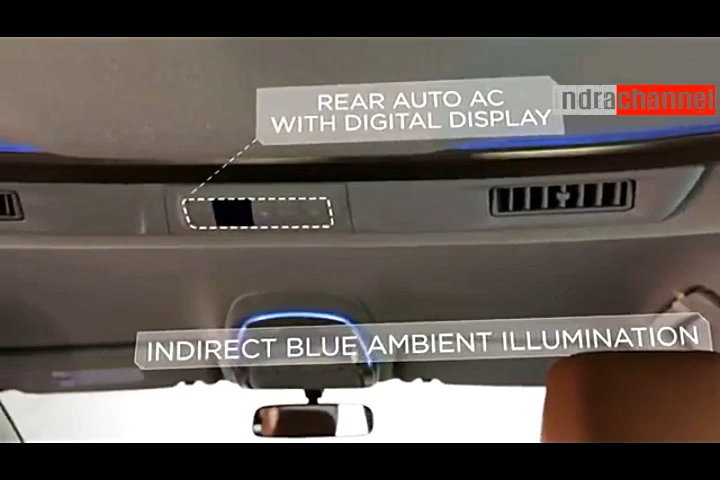 REAR AUTO AC
WITH DIGITAL DISPLAY
ndrachannel
INDIRECT BLUE AMBIENT ILLUMINATION